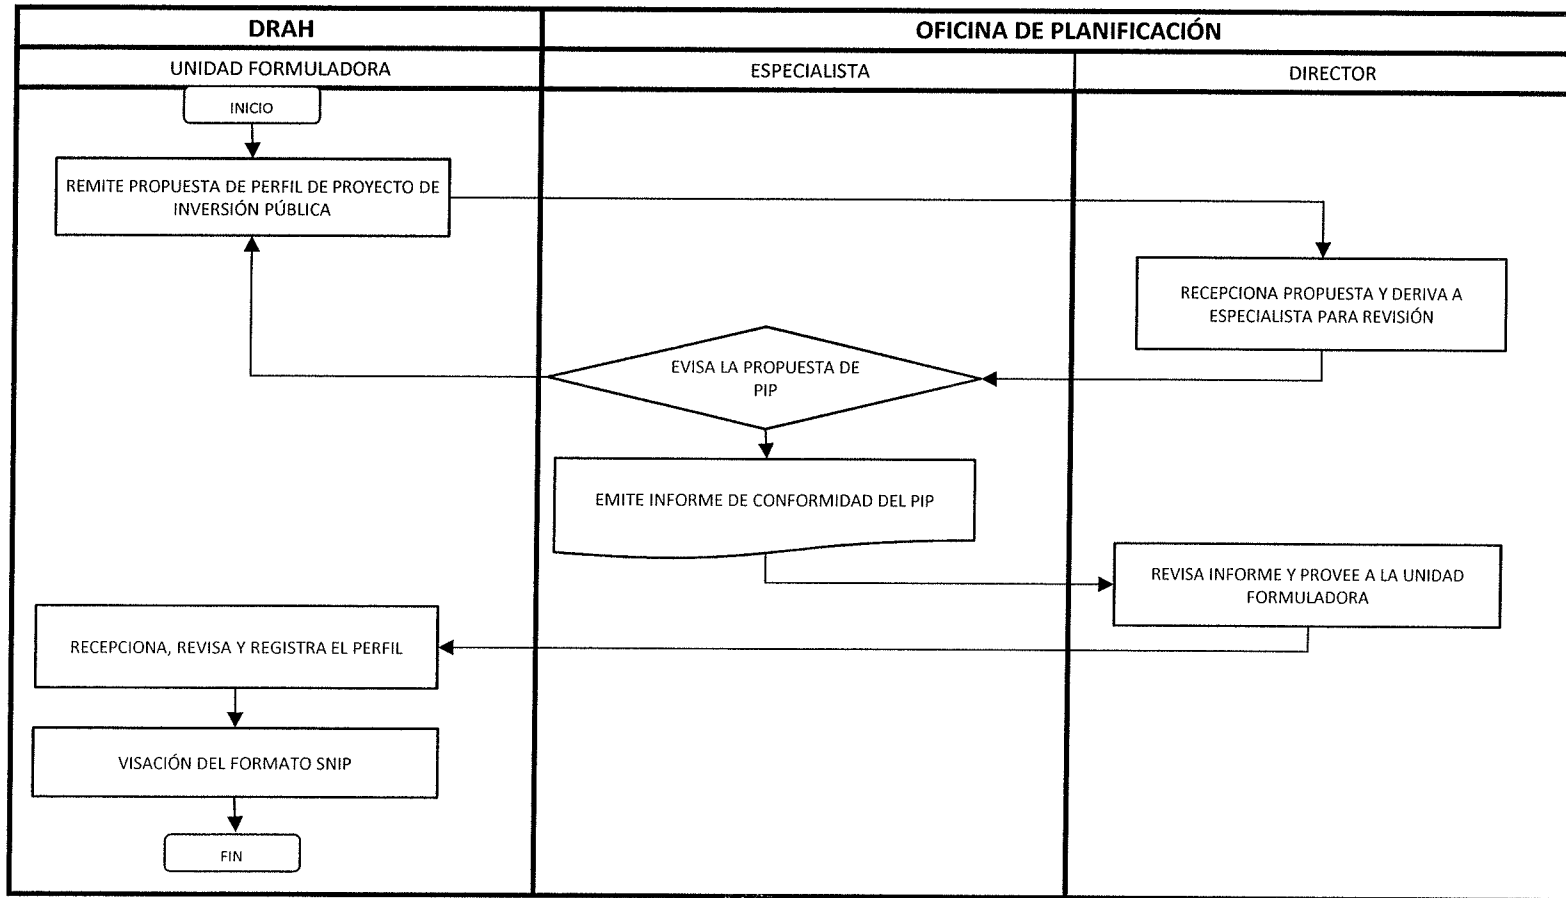 DRAH
OFICINA DE PLANIFICACIÓN
UNIDAD FORMULADORA
ESPECIALISTA
DIRECTOR
INICIO
REMITE PROPUESTA DE PERFIL DE PROYECTO DE
INVERSIÓN PÚBLICA
RECEPCIONA PROPUESTA Y DERIVA A
ESPECIALISTA PARA REVISIÓN
EVISA LA PROPUESTA DE
PIP
EMITE INFORME DE CONFORMIDAD DEL PIP
REVISA INFORME Y PROVEE A LA UNIDAD
FORMULADORA
RECEPCIONA, REVISA Y REGISTRA EL PERFIL
VISACIÓN DEL FORMATO SNIP
FIN